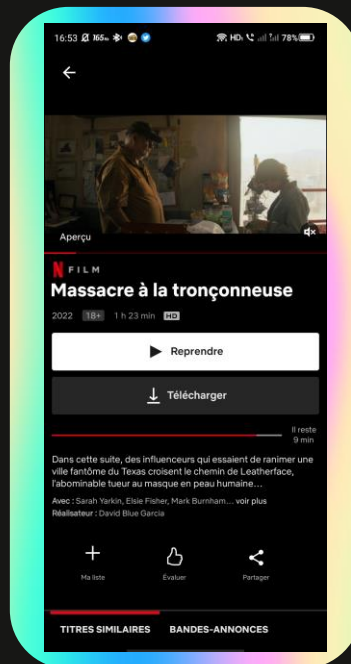 16:53 165 HD 78%
Aperçu
N FILM
Massacre à la tronçonneuse
2022 18+ 1 h 23 min HD
Reprendre
Télécharger
Il reste
9 min
Dans cette suite, des influenceurs qui essaient de ranimer une
ville fantôme du Texas croisent le chemin de Leatherface,
l'abominable tueur au masque en peau humaine…
Avec : Sarah Yarkin, Elsie Fisher, Mark Burnham… voir plus
Réalisateur : David Blue Garcia
Ma liste Évaluer Partager
TITRES SIMILAIRES BANDES-ANNONCES